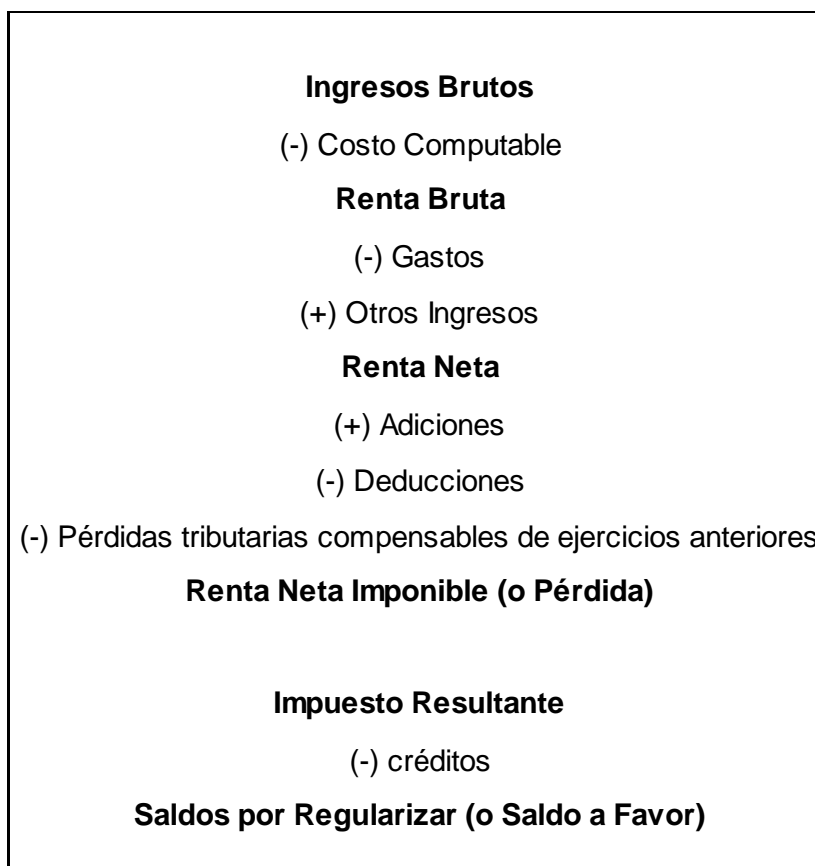 Ingresos Brutos
(-) Costo Computable
Renta Bruta
(-) Gastos
(+) Otros Ingresos
Renta Neta
(+) Adiciones
(-) Deducciones
(-) Pérdidas tributarias compensables de ejercicios anteriores
Renta Neta Imponible (o Pérdida)
Impuesto Resultante
(-) créditos
Saldos por Regularizar (o Saldo a Favor)